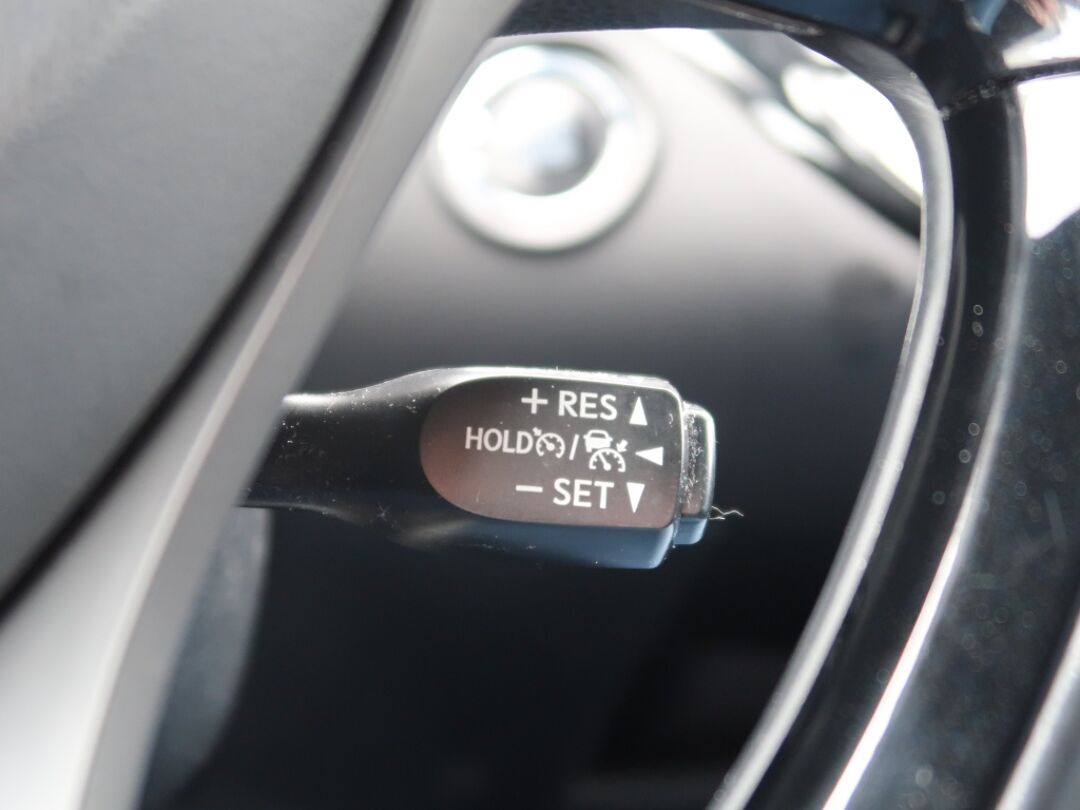 + RES ▲
HOLD / ◀
− SET ▼